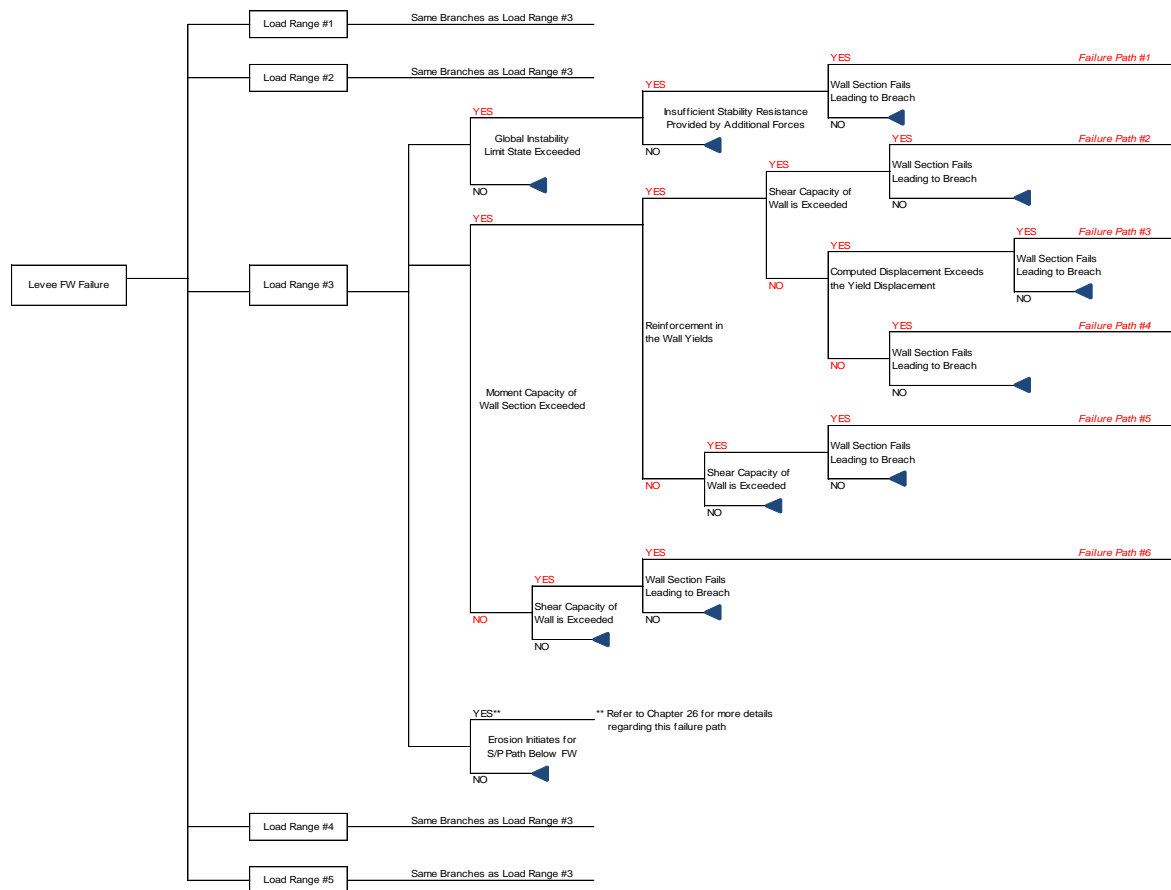 Load Range #1
Same Branches as Load Range #3
Load Range #2
Same Branches as Load Range #3
YES
Failure Path #1
Wall Section Fails
Leading to Breach
NO
YES
Insufficient Stability Resistance
Provided by Additional Forces
NO
YES
Global Instability
Limit State Exceeded
NO
YES
Failure Path #2
Wall Section Fails
Leading to Breach
NO
YES
Shear Capacity of
Wall is Exceeded
NO
YES
Reinforcement in
the Wall Yields
NO
YES
Moment Capacity of
Wall Section Exceeded
NO
YES
Failure Path #3
Wall Section Fails
Leading to Breach
NO
YES
Computed Displacement Exceeds
the Yield Displacement
NO
Levee FW Failure
Load Range #3
YES
Failure Path #4
Wall Section Fails
Leading to Breach
NO
YES
Failure Path #5
Wall Section Fails
Leading to Breach
NO
YES
Shear Capacity of
Wall is Exceeded
NO
YES
Failure Path #6
Wall Section Fails
Leading to Breach
NO
YES
Shear Capacity of
Wall is Exceeded
NO
YES**
** Refer to Chapter 26 for more details
regarding this failure path
Erosion Initiates for
S/P Path Below FW
NO
Load Range #4
Same Branches as Load Range #3
Load Range #5
Same Branches as Load Range #3